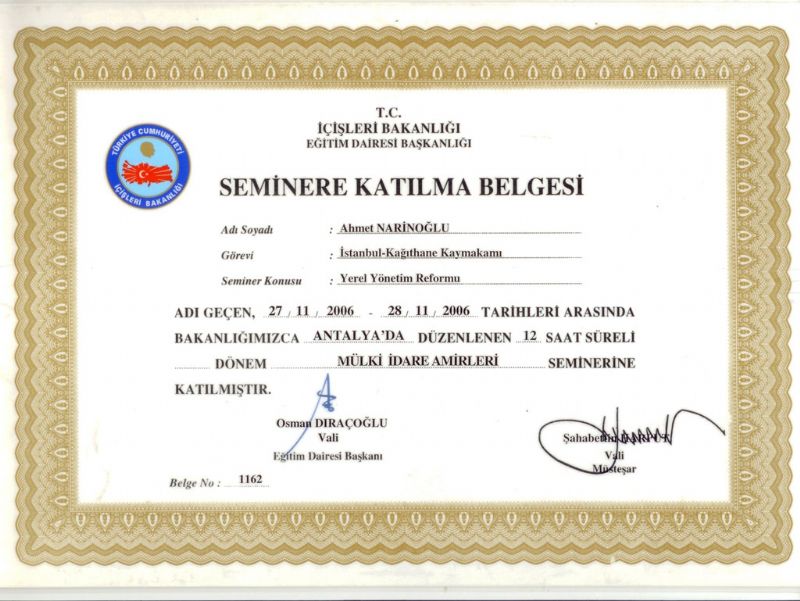 T.C.
İÇİŞLERİ BAKANLIĞI
EĞİTİM DAİRESİ BAŞKANLIĞI
TÜRKİYE CUMHURİYETİ
İÇİŞLERİ BAKANLIĞI
SEMİNERE KATILMA BELGESİ
Adı Soyadı : Ahmet NARİNOĞLU
Görevi : İstanbul-Kağıthane Kaymakamı
Seminer Konusu : Yerel Yönetim Reformu
ADI GEÇEN, 27 / 11 / 2006 - 28 / 11 / 2006 TARİHLERİ ARASINDA
BAKANLIĞIMIZCA ANTALYA'DA DÜZENLENEN 12 SAAT SÜRELİ
DÖNEM MÜLKİ İDARE AMİRLERİ SEMİNERİNE
KATILMIŞTIR.
Osman DIRAÇOĞLU
Vali
Eğitim Dairesi Başkanı
Vali
Müsteşar
Belge No : 1162